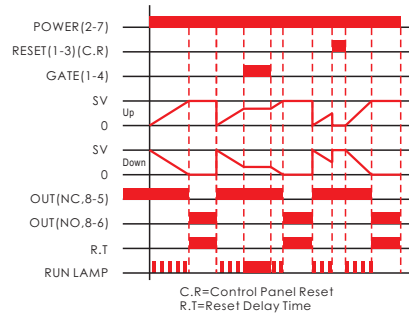 POWER(2-7)
RESET(1-3)(C.R)
GATE(1-4)
SV
Up
0
SV
Down
0
OUT(NC,8-5)
OUT(NO,8-6)
R.T
RUN LAMP
C.R=Control Panel Reset
R.T=Reset Delay Time